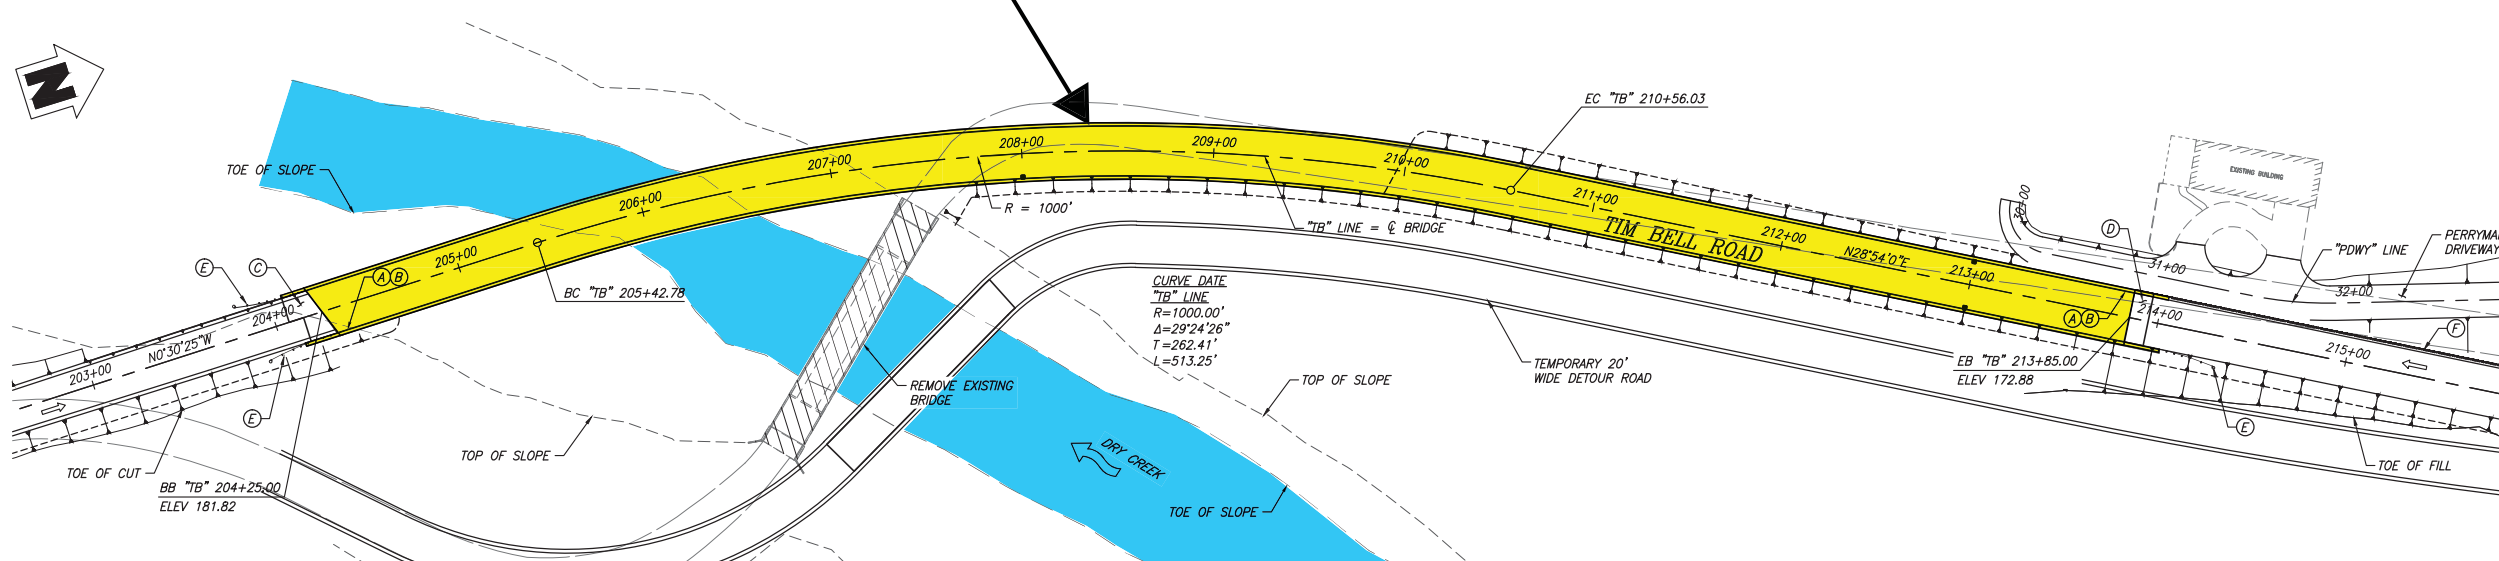 N
TOE OF SLOPE
E
C
A B
204+00
N0°30'25"W
203+00
E
TOE OF CUT
BB "TB" 204+25.00
ELEV 181.82
205+00
206+00
207+00
208+00
209+00
210+00
211+00
212+00
213+00
214+00
215+00
BC "TB" 205+42.78
TOP OF SLOPE
R = 1000'
"TB" LINE = ℄ BRIDGE
EC "TB" 210+56.03
TIM BELL ROAD
N28°54'0"E
CURVE DATE
"TB" LINE
R=1000.00'
Δ=29°24'26"
T=262.41'
L=513.25'
REMOVE EXISTING
BRIDGE
DRY CREEK
TOP OF SLOPE
TOE OF SLOPE
TEMPORARY 20'
WIDE DETOUR ROAD
30+00
EXISTING BUILDING
D
31+00
"PDWY" LINE
PERRYMA
DRIVEWAY
32+00
A B
F
EB "TB" 213+85.00
ELEV 172.88
E
TOE OF FILL